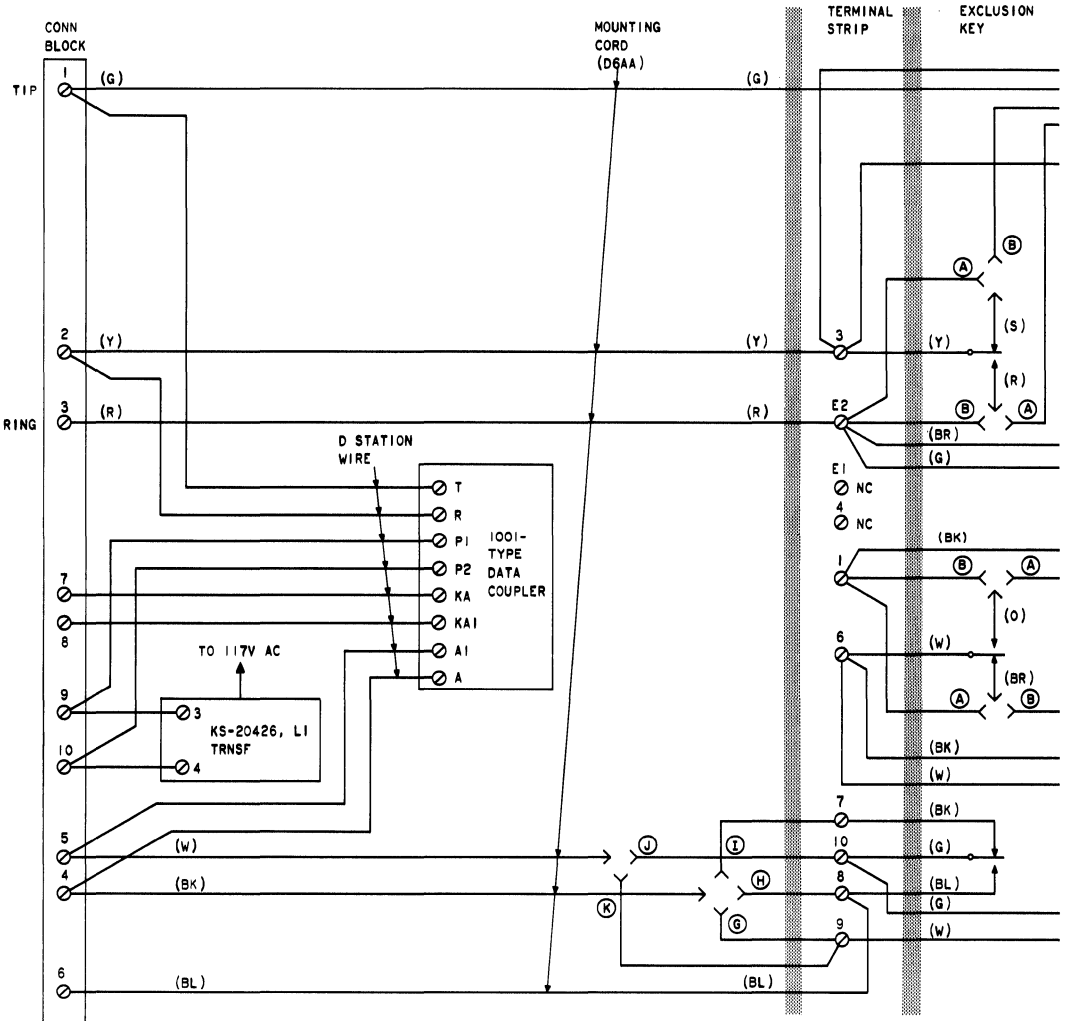 TERMINAL STRIP
EXCLUSION KEY
CONN BLOCK
MOUNTING CORD (D6AA)
1
(G)
(G)
TIP
B
A
(S)
2
(Y)
(Y)
3
(Y)
(R)
3
(R)
(R)
E2
B
A
RING
(BR)
(G)
D STATION WIRE
E1
NC
4
NC
T
R
P1
P2
KA
KA1
A1
A
1001-TYPE DATA COUPLER
(BK)
1
B
A
7
8
(O)
TO 117V AC
6
(W)
(BR)
9
3
KS-20426, L1 TRNSF
A
B
10
4
(BK)
(W)
7
(BK)
5
(W)
J
I
10
(G)
4
(BK)
H
8
(BL)
K
(G)
G
9
(W)
6
(BL)
(BL)